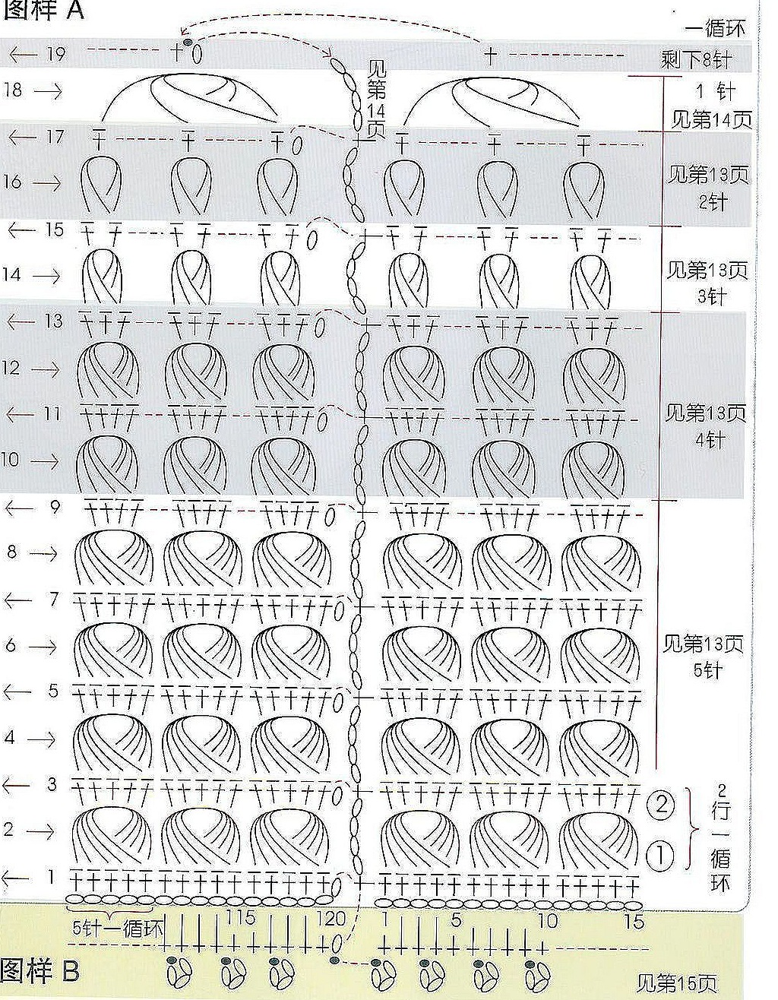 图样 A
一循环
← 19
剩下8针
见第14页
18 →
1 针
见第14页
← 17
16 →
见第13页
2针
← 15
14 →
见第13页
3针
← 13
12 →
← 11
见第13页
4针
10 →
← 9
8 →
← 7
6 →
见第13页
5针
← 5
4 →
← 3
②
2行一循环
2 →
①
← 1
115 120 1 5 10 15
5针一循环
图样 B
见第15页